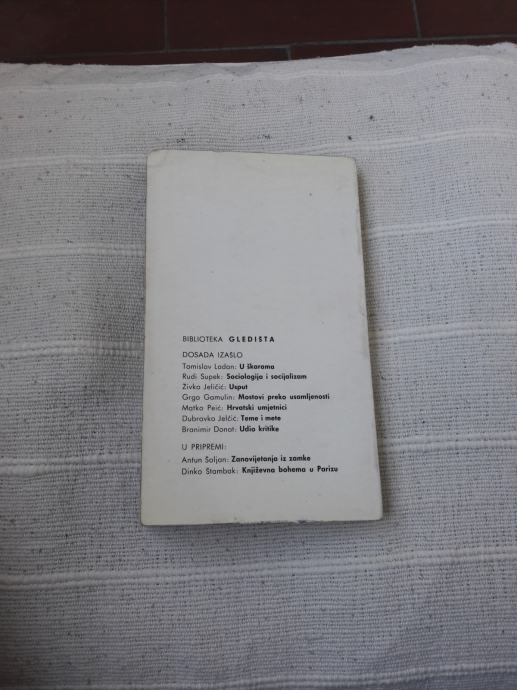 BIBLIOTEKA GLEDIŠTA
DOSADA IZAŠLO
Tomislav Ladan: U škarama
Rudi Supek: Sociologija i socijalizam
Živko Jeličić: Usput
Grgo Gamulin: Mostovi preko usamljenosti
Matko Peić: Hrvatski umjetnici
Dubravko Jelčić: Teme i mete
Branimir Donat: Udio kritike
U PRIPREMI:
Antun Šoljan: Zanovijetanja iz zamke
Dinko Štambak: Književna bohema u Parizu